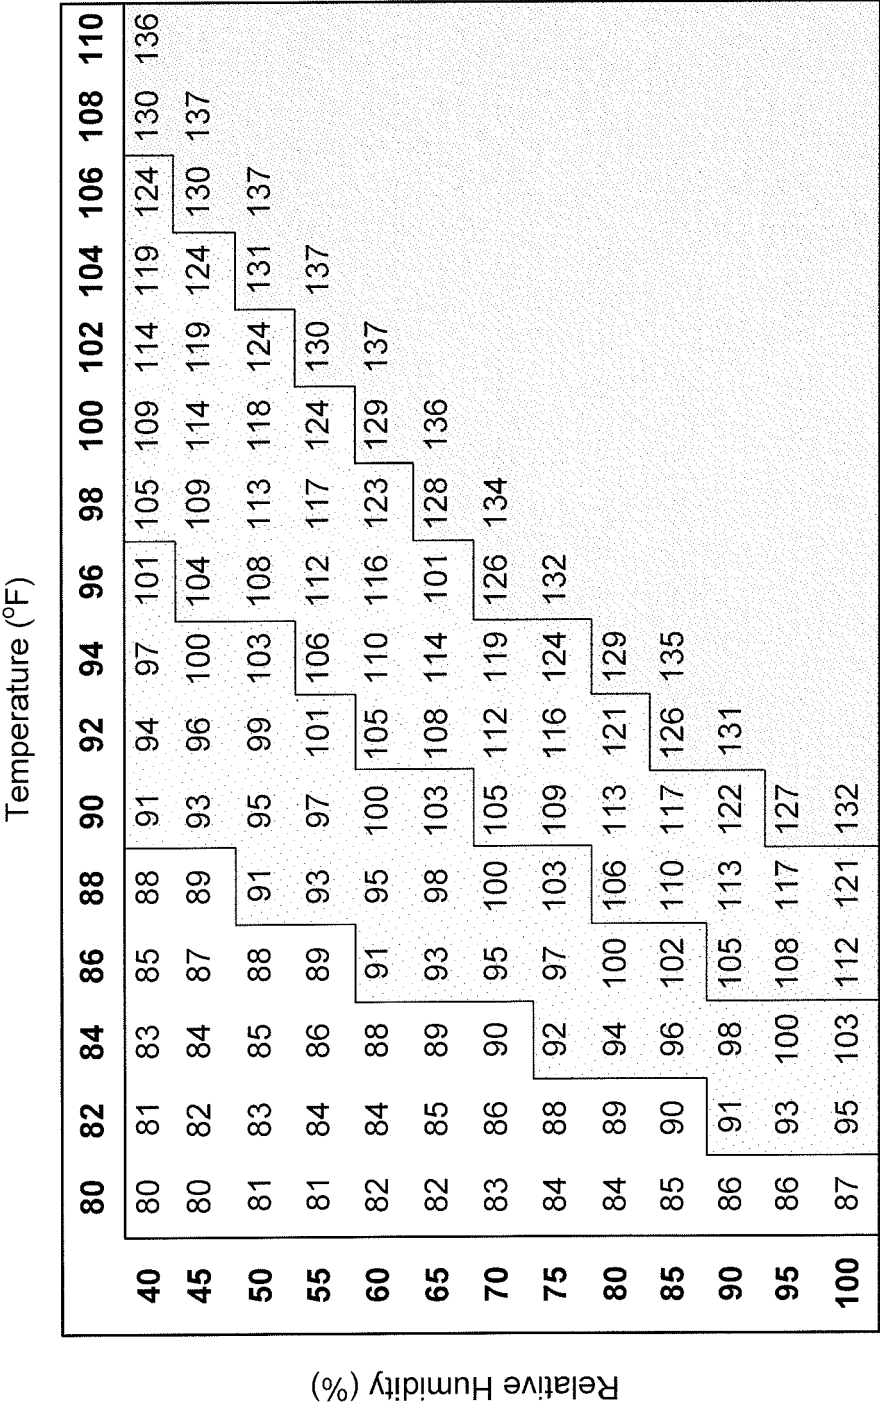 Temperature (°F)
80 82 84 86 88 90 92 94 96 98 100 102 104 106 108 110
Relative Humidity (%)
40 80 81 83 85 88 91 94 97 101 105 109 114 119 124 130 136
45 80 82 84 87 89 93 96 100 104 109 114 119 124 130 137
50 81 83 85 88 91 95 99 103 108 113 118 124 131 137
55 81 84 86 89 93 97 101 106 112 117 124 130 137
60 82 84 88 91 95 100 105 110 116 123 129 137
65 82 85 89 93 98 103 108 114 101 128 136
70 83 86 90 95 100 105 112 119 126 134
75 84 88 92 97 103 109 116 124 132
80 84 89 94 100 106 113 121 129
85 85 90 96 102 110 117 126 135
90 86 91 98 105 113 122 131
95 86 93 100 108 117 127
100 87 95 103 112 121 132